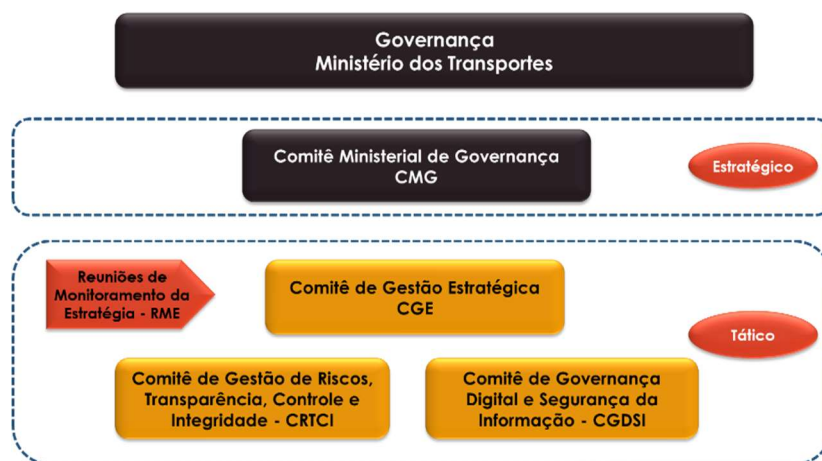 Governança
Ministério dos Transportes
Comitê Ministerial de Governança
CMG
Estratégico
Reuniões de
Monitoramento da
Estratégia - RME
Comitê de Gestão Estratégica
CGE
Tático
Comitê de Gestão de Riscos,
Transparência, Controle e
Integridade - CRTCI
Comitê de Governança
Digital e Segurança da
Informação - CGDSI